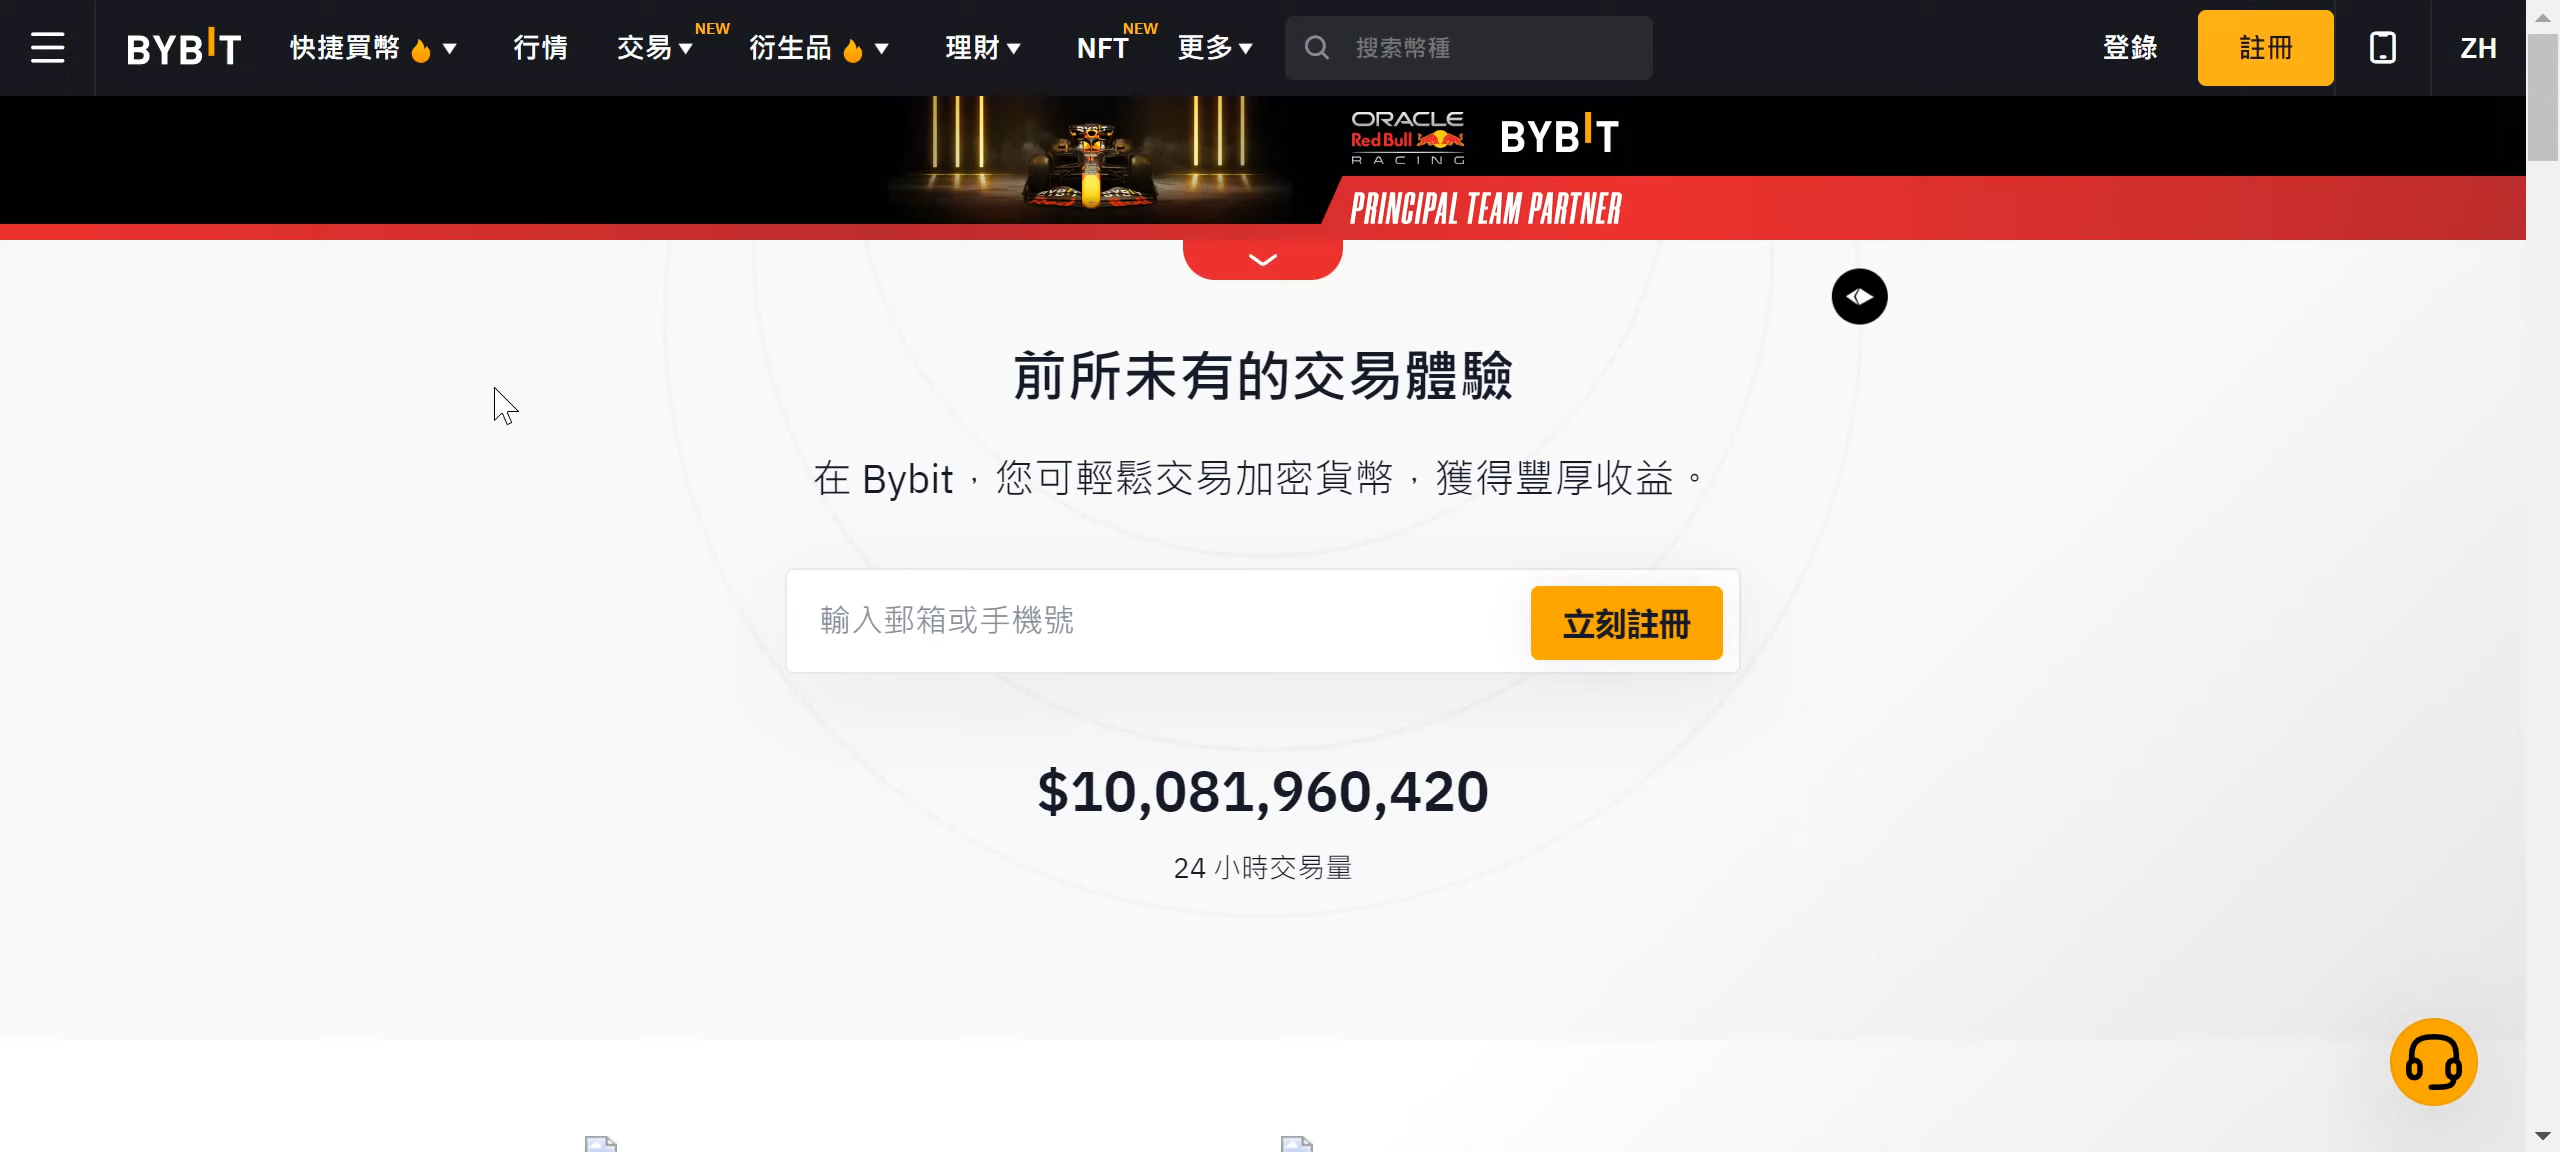 BYBIT 快捷買幣 行情 交易 NEW 衍生品 理財 NFT NEW 更多 搜索幣種 登錄 註冊 ZH
ORACLE
Red Bull
RACING
BYBIT
PRINCIPAL TEAM PARTNER
前所未有的交易體驗
在 Bybit，您可輕鬆交易加密貨幣，獲得豐厚收益。
輸入郵箱或手機號 立刻註冊
$10,081,960,420
24 小時交易量